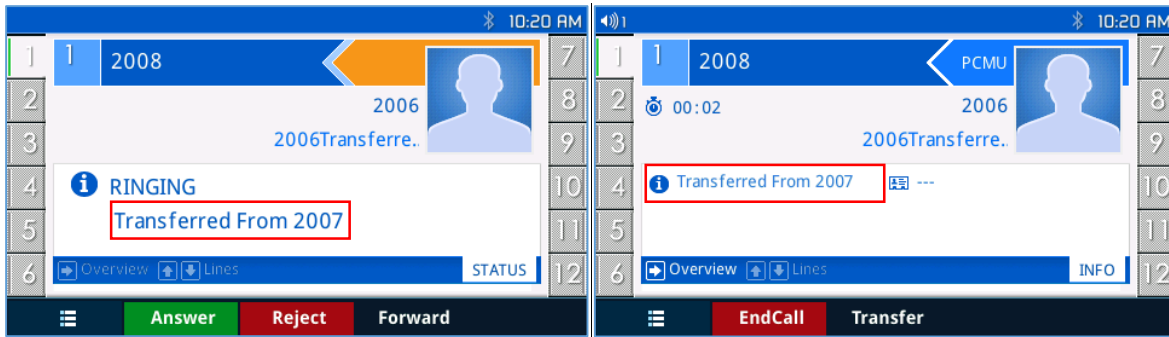 10:20 AM
1
1
2008
7
2
2006
8
3
2006Transferre..
9
4
RINGING
10
Transferred From 2007
5
11
6
Overview
Lines
STATUS
12
Answer
Reject
Forward
1
10:20 AM
1
1
2008
PCMU
7
2
00:02
2006
8
3
2006Transferre..
9
4
Transferred From 2007
---
10
5
11
6
Overview
Lines
INFO
12
EndCall
Transfer